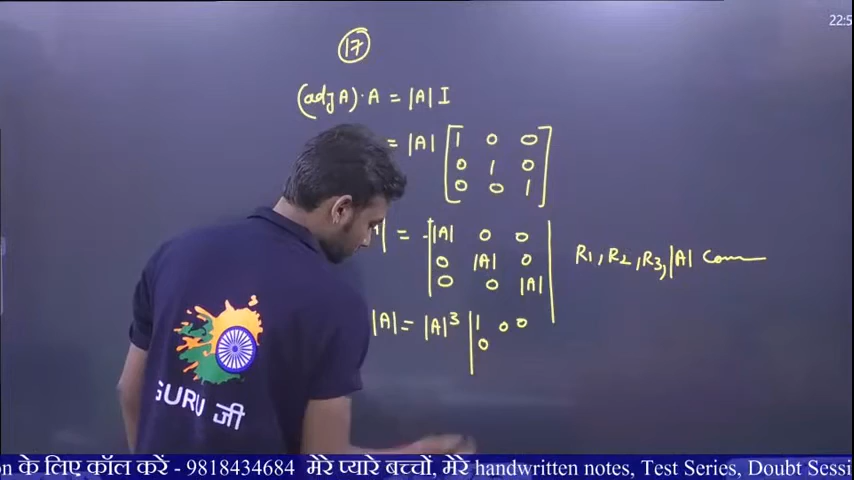 22:5
17
(adj A) · A = |A| I
= |A| [1 0 0
0 1 0
0 0 1]
| = |A| 0 0
0 |A| 0
0 0 |A|
R1, R2, R3, |A| Com
|A| = |A|³ |1 0 0
0
GURU जी
on के लिए कॉल करें - 9818434684 मेरे प्यारे बच्चों, मेरे handwritten notes, Test Series, Doubt Sessi